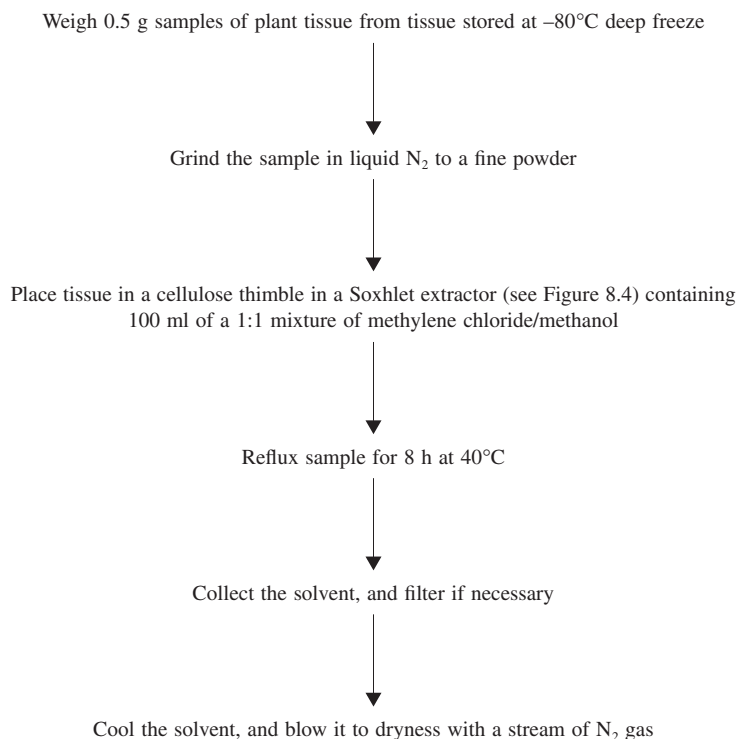 Weigh 0.5 g samples of plant tissue from tissue stored at –80°C deep freeze
Grind the sample in liquid N₂ to a fine powder
Place tissue in a cellulose thimble in a Soxhlet extractor (see Figure 8.4) containing
100 ml of a 1:1 mixture of methylene chloride/methanol
Reflux sample for 8 h at 40°C
Collect the solvent, and filter if necessary
Cool the solvent, and blow it to dryness with a stream of N₂ gas